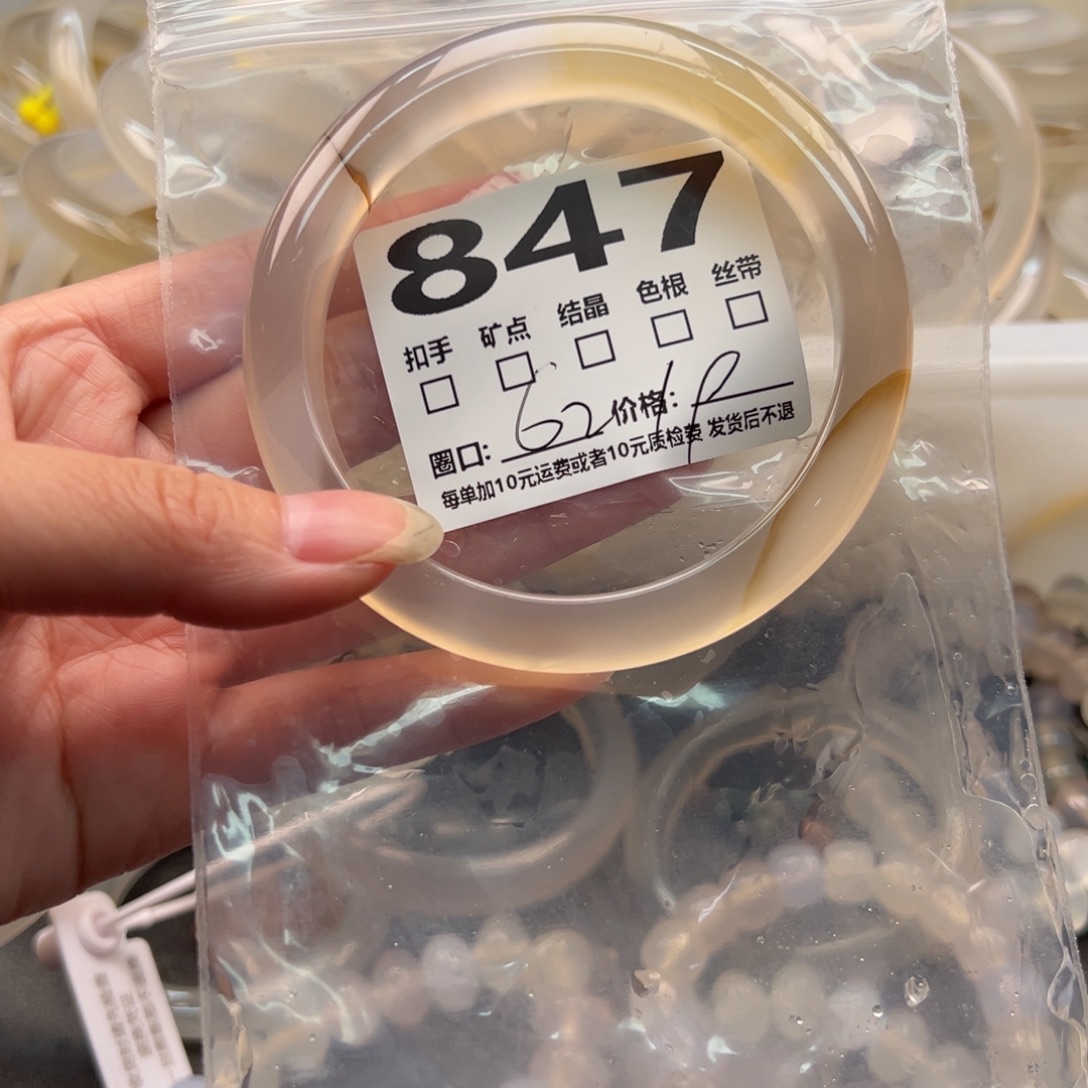 847
扣手 矿点 结晶 色根 丝带
圈口: 62 价格:
每单加10元运费或者10元质检费 发货后不退